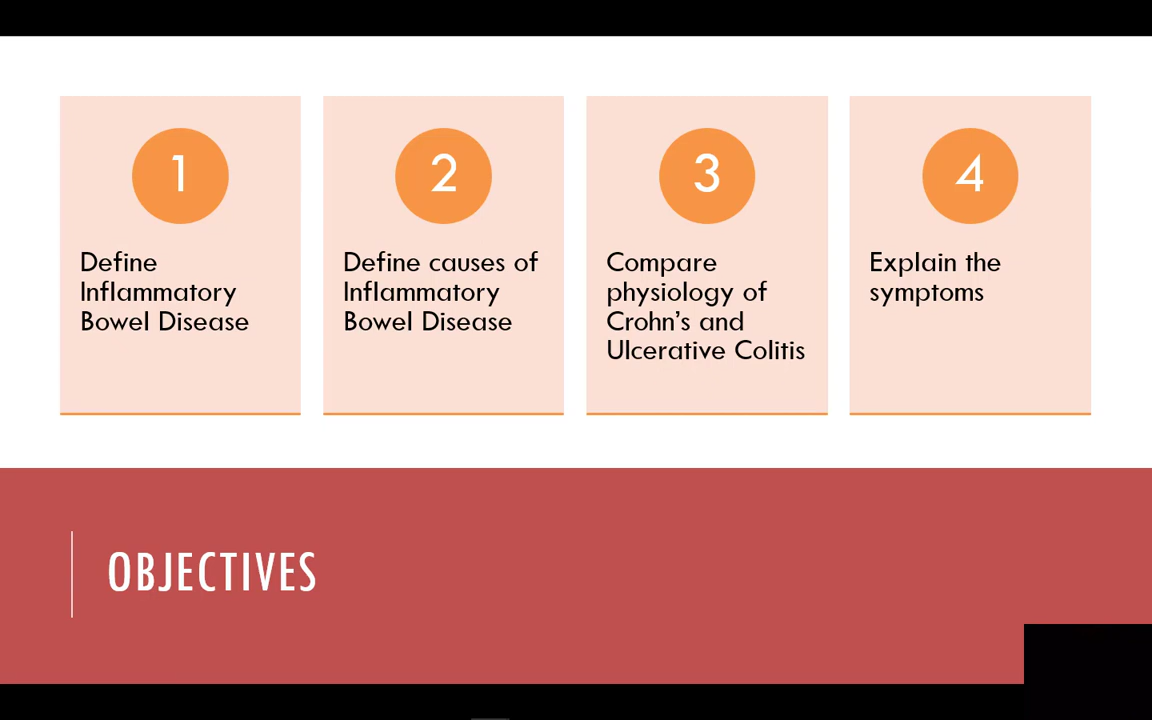 1
Define
Inflammatory
Bowel Disease
2
Define causes of
Inflammatory
Bowel Disease
3
Compare
physiology of
Crohn's and
Ulcerative Colitis
4
Explain the
symptoms
OBJECTIVES